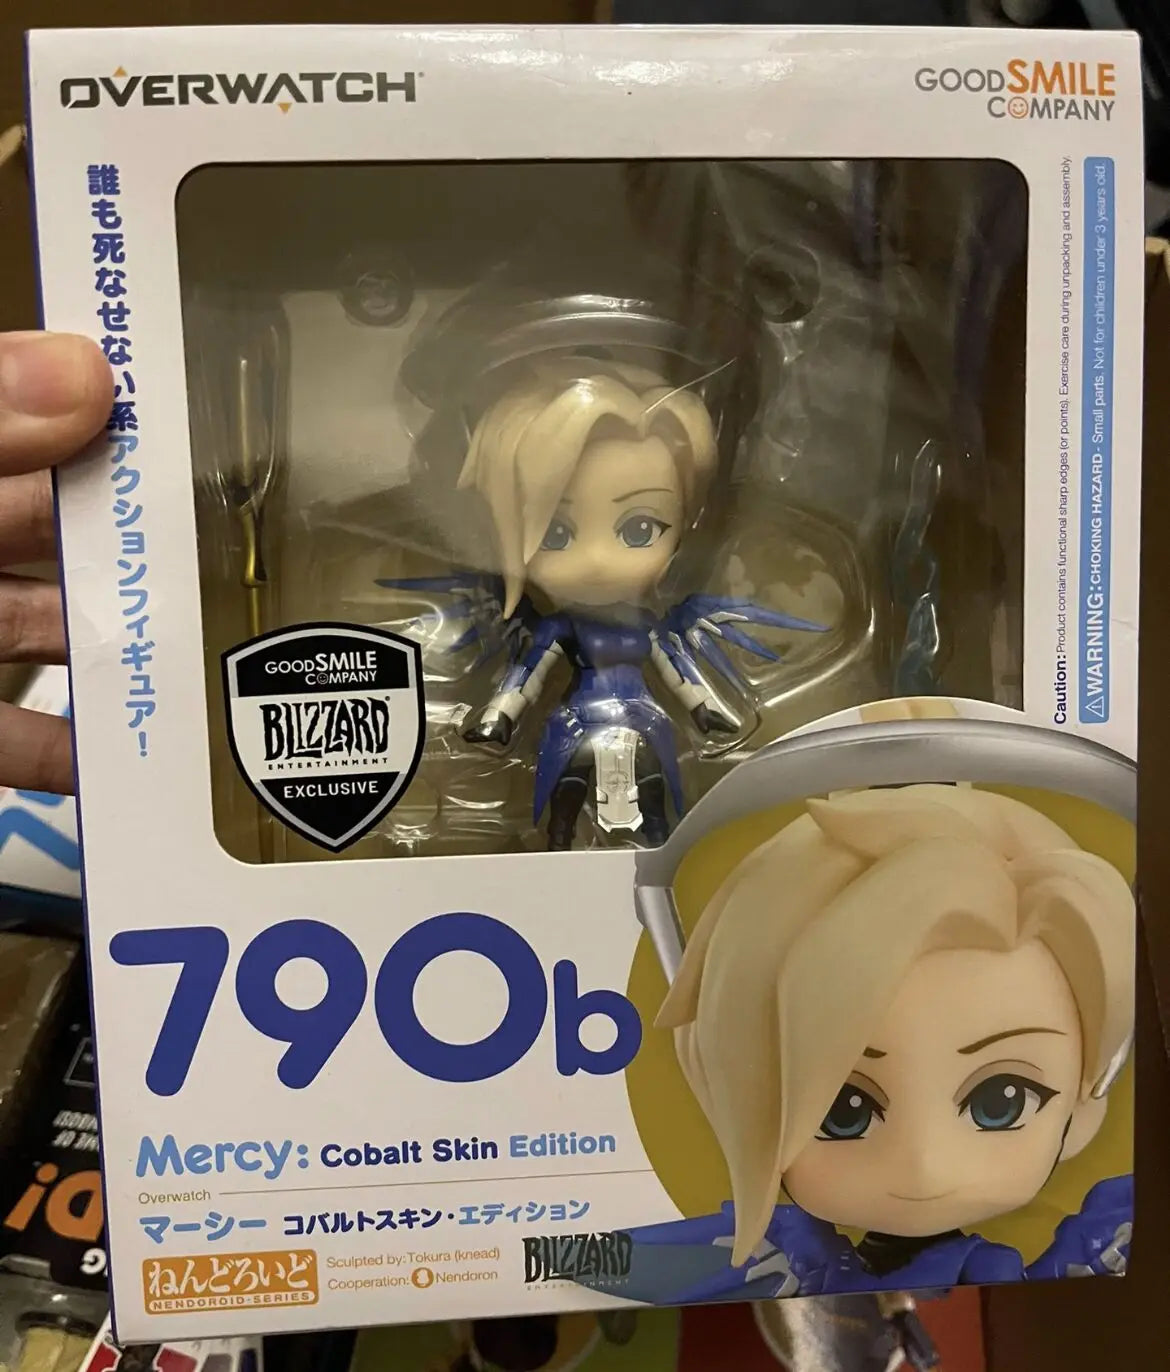 OVERWATCH
GOODSMILE
COMPANY
誰も死なせない系アクションフィギュア!
Caution: Product contains functional sharp edges (or points). Exercise care during unpacking and assembly.
⚠WARNING:CHOKING HAZARD - Small parts. Not for children under 3 years old.
GOODSMILE
COMPANY
BLIZZARD
ENTERTAINMENT
EXCLUSIVE
790b
Mercy: Cobalt Skin Edition
Overwatch
マーシー コバルトスキン・エディション
ねんどろいど
NENDOROID·SERIES
Sculpted by: Tokura (knead)
Cooperation: Nendoron
BLIZZARD
ENTERTAINMENT